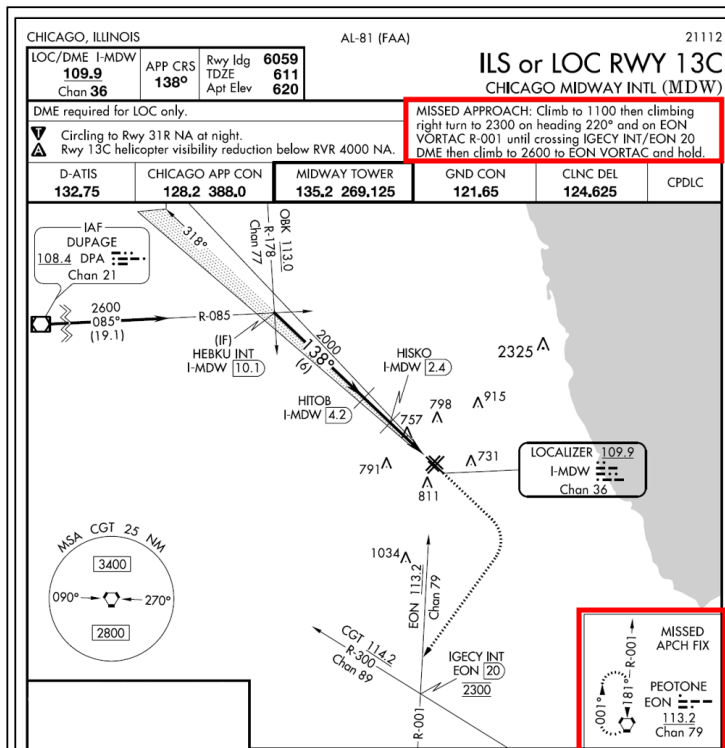 CHICAGO, ILLINOIS
AL-81 (FAA)
21112
LOC/DME I-MDW
109.9
Chan 36
APP CRS
138°
Rwy ldg 6059
TDZE 611
Apt Elev 620
ILS or LOC RWY 13C
CHICAGO MIDWAY INTL (MDW)
DME required for LOC only.
T Circling to Rwy 31R NA at night.
A Rwy 13C helicopter visibility reduction below RVR 4000 NA.
MISSED APPROACH: Climb to 1100 then climbing
right turn to 2300 on heading 220° and on EON
VORTAC R-001 until crossing IGECY INT/EON 20
DME then climb to 2600 to EON VORTAC and hold.
D-ATIS
132.75
CHICAGO APP CON
128.2 388.0
MIDWAY TOWER
135.2 269.125
GND CON
121.65
CLNC DEL
124.625
CPDLC
IAF
DUPAGE
108.4 DPA
Chan 21
318°
OBK 113.0
R-178
Chan 77
2600
085°
(19.1)
R-085
(IF)
HEBKU INT
I-MDW 10.1
138°
2000
(6)
HISKO
I-MDW 2.4
HITOB
I-MDW 4.2
2325
915
798
757
791
731
811
LOCALIZER 109.9
I-MDW
Chan 36
MSA CGT 25 NM
3400
090°
270°
2800
1034
EON 113.2
Chan 79
CGT 114.2
R-300
Chan 89
IGECY INT
EON 20
2300
R-001
MISSED
APCH FIX
R-001
181°
001°
PEOTONE
EON
113.2
Chan 79